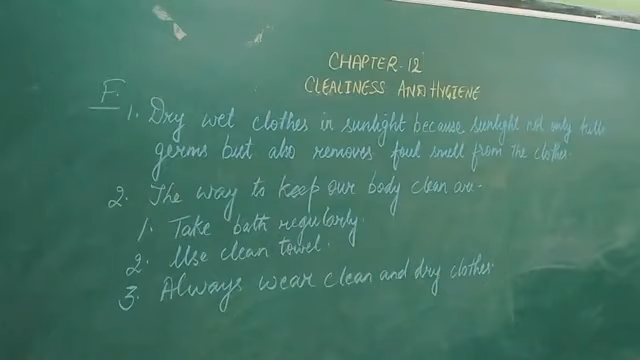 CHAPTER-12
CLEALINESS AND HYGIENE
F
1. Dry wet clothes in sunlight because sunlight not only kills
germs but also removes foul smell from the clothes.
2. The way to keep our body clean are.
1. Take bath regularly.
2. Use clean towel.
3. Always wear clean and dry clothes.